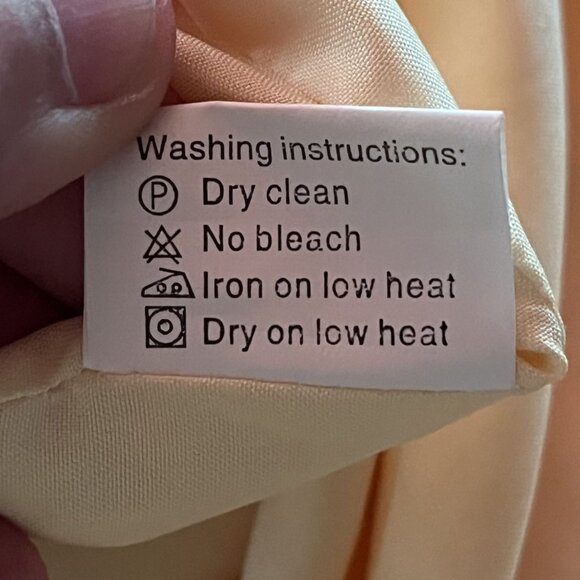 Washing instructions:
P Dry clean
No bleach
Iron on low heat
Dry on low heat